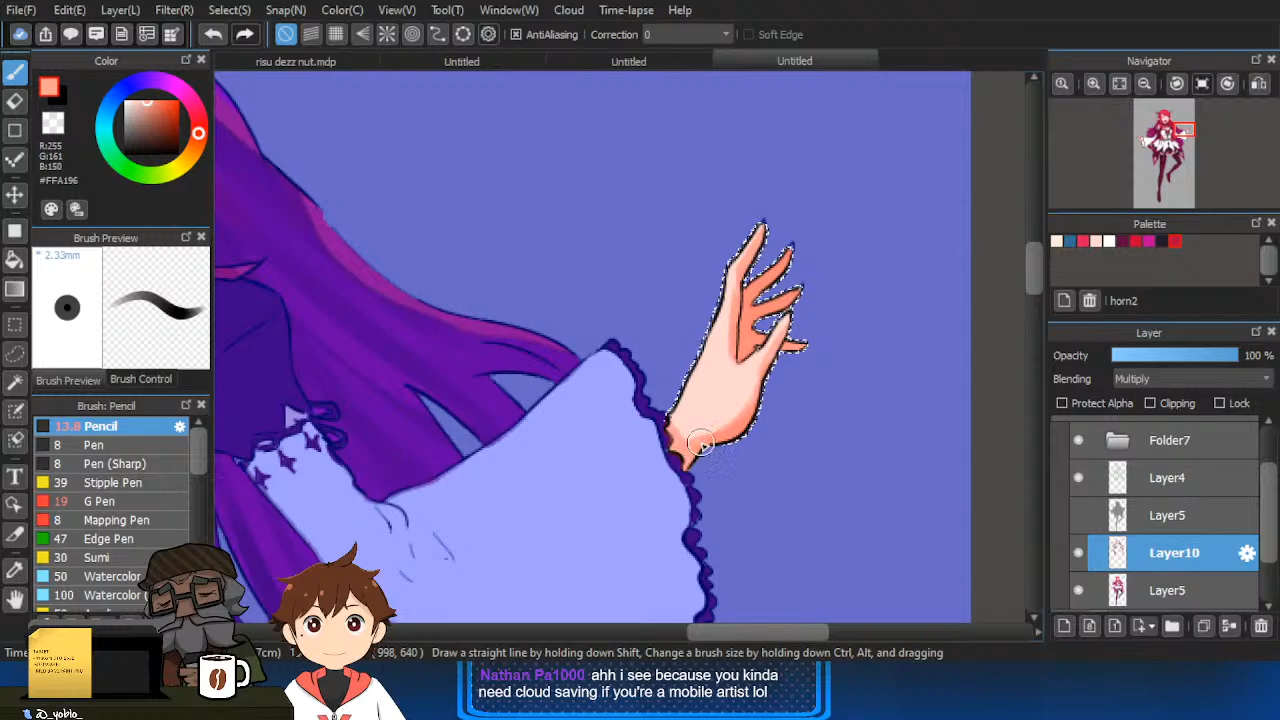 File(F) Edit(E) Layer(L) Filter(R) Select(S) Snap(N) Color(C) View(V) Tool(T) Window(W) Cloud Time-lapse Help
AntiAliasing Correction 0 Soft Edge
Color
risu dezz nut.mdp Untitled Untitled Untitled
Navigator
R:255
G:161
B:150
#FFA196
Brush Preview
2.33mm
Brush Preview Brush Control
Brush: Pencil
13.8 Pencil
8 Pen
8 Pen (Sharp)
39 Stipple Pen
19 G Pen
8 Mapping Pen
47 Edge Pen
30 Sumi
50 Watercolor
100 Watercolor
Palette
horn2
Layer
Opacity 100 %
Blending Multiply
Protect Alpha Clipping Lock
Folder7
Layer4
Layer5
Layer10
Layer5
(998, 640) Draw a straight line by holding down Shift, Change a brush size by holding down Ctrl, Alt, and dragging
Nathan Pa1000 ahh i see because you kinda
need cloud saving if you're a mobile artist lol